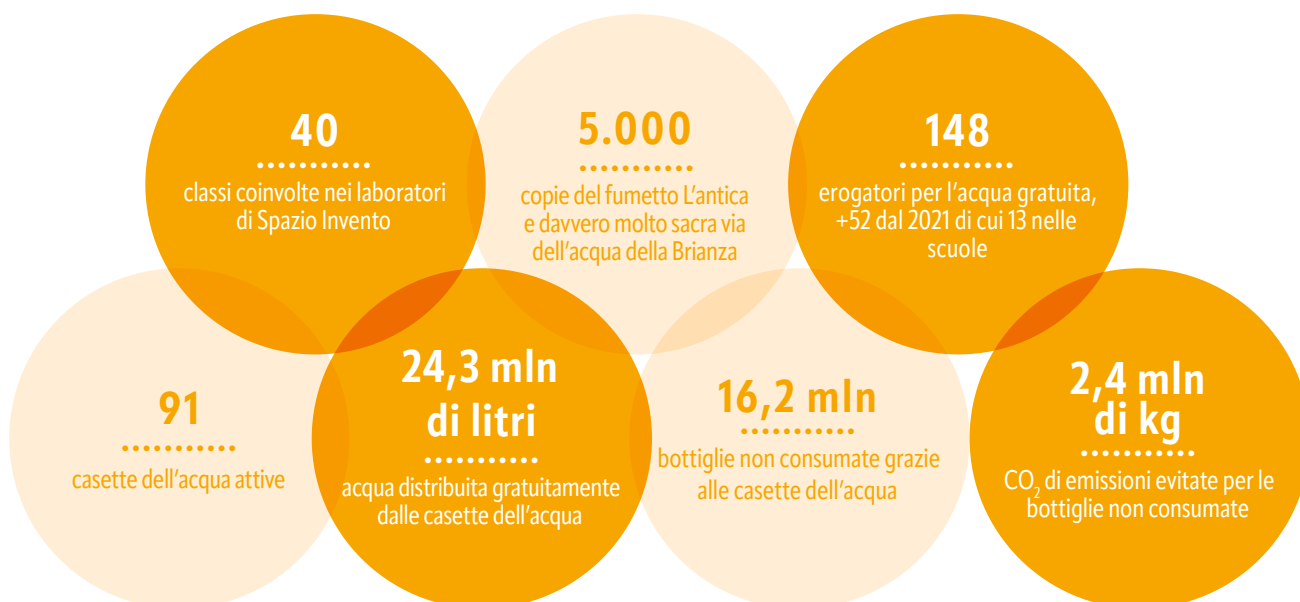 40
classi coinvolte nei laboratori
di Spazio Invento
5.000
copie del fumetto L'antica
e davvero molto sacra via
dell'acqua della Brianza
148
erogatori per l'acqua gratuita,
+52 dal 2021 di cui 13 nelle
scuole
91
casette dell'acqua attive
24,3 mln
di litri
acqua distribuita gratuitamente
dalle casette dell'acqua
16,2 mln
bottiglie non consumate grazie
alle casette dell'acqua
2,4 mln
di kg
CO₂ di emissioni evitate per le
bottiglie non consumate